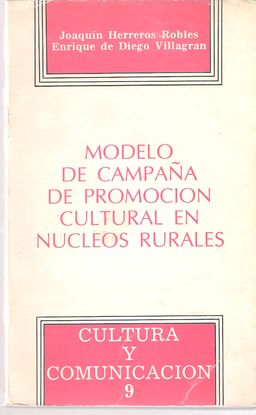 Joaquín Herreros Robles
Enrique de Diego Villagran
MODELO
DE CAMPAÑA
DE PROMOCION
CULTURAL EN
NUCLEOS RURALES
CULTURA
Y
COMUNICACION
9